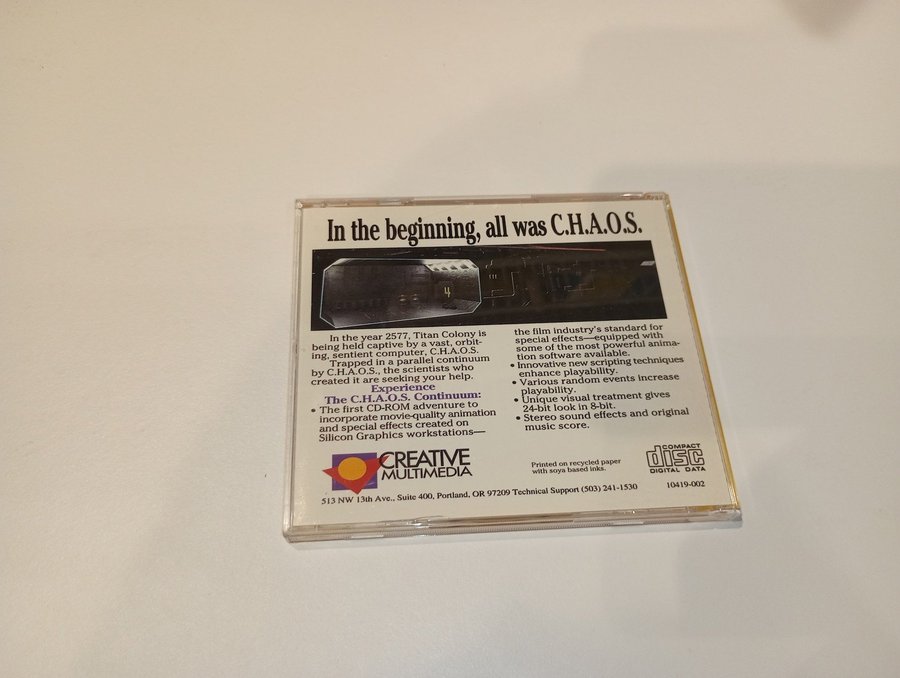 In the beginning, all was C.H.A.O.S.
4
In the year 2577, Titan Colony is
being held captive by a vast, orbit-
ing, sentient computer, C.H.A.O.S.
Trapped in a parallel continuum
by C.H.A.O.S., the scientists who
created it are seeking your help.
Experience
The C.H.A.O.S. Continuum:
• The first CD-ROM adventure to
incorporate movie-quality animation
and special effects created on
Silicon Graphics workstations—
the film industry's standard for
special effects—equipped with
some of the most powerful anima-
tion software available.
• Innovative new scripting techniques
enhance playability.
• Various random events increase
playability.
• Unique visual treatment gives
24-bit look in 8-bit.
• Stereo sound effects and original
music score.
CREATIVE
MULTIMEDIA
Printed on recycled paper
with soya based inks.
COMPACT
disc
DIGITAL DATA
513 NW 13th Ave., Suite 400, Portland, OR 97209 Technical Support (503) 241-1530
10419-002